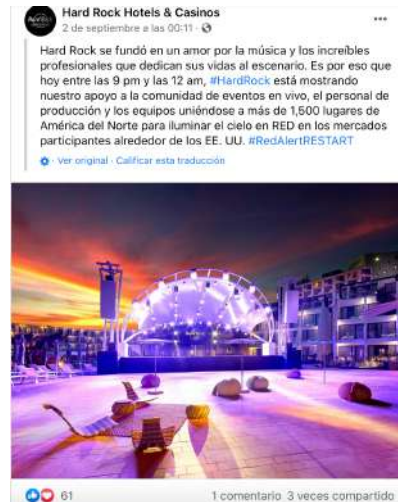 Hard Rock Hotels & Casinos
2 de septiembre a las 00:11 ·
Hard Rock se fundó en un amor por la música y los increíbles
profesionales que dedican sus vidas al escenario. Es por eso que
hoy entre las 9 pm y las 12 am, #HardRock está mostrando
nuestro apoyo a la comunidad de eventos en vivo, el personal de
producción y los equipos uniéndose a más de 1,500 lugares de
América del Norte para iluminar el cielo en RED en los mercados
participantes alrededor de los EE. UU. #RedAlertRESTART
· Ver original · Calificar esta traducción
61
1 comentario 3 veces compartido